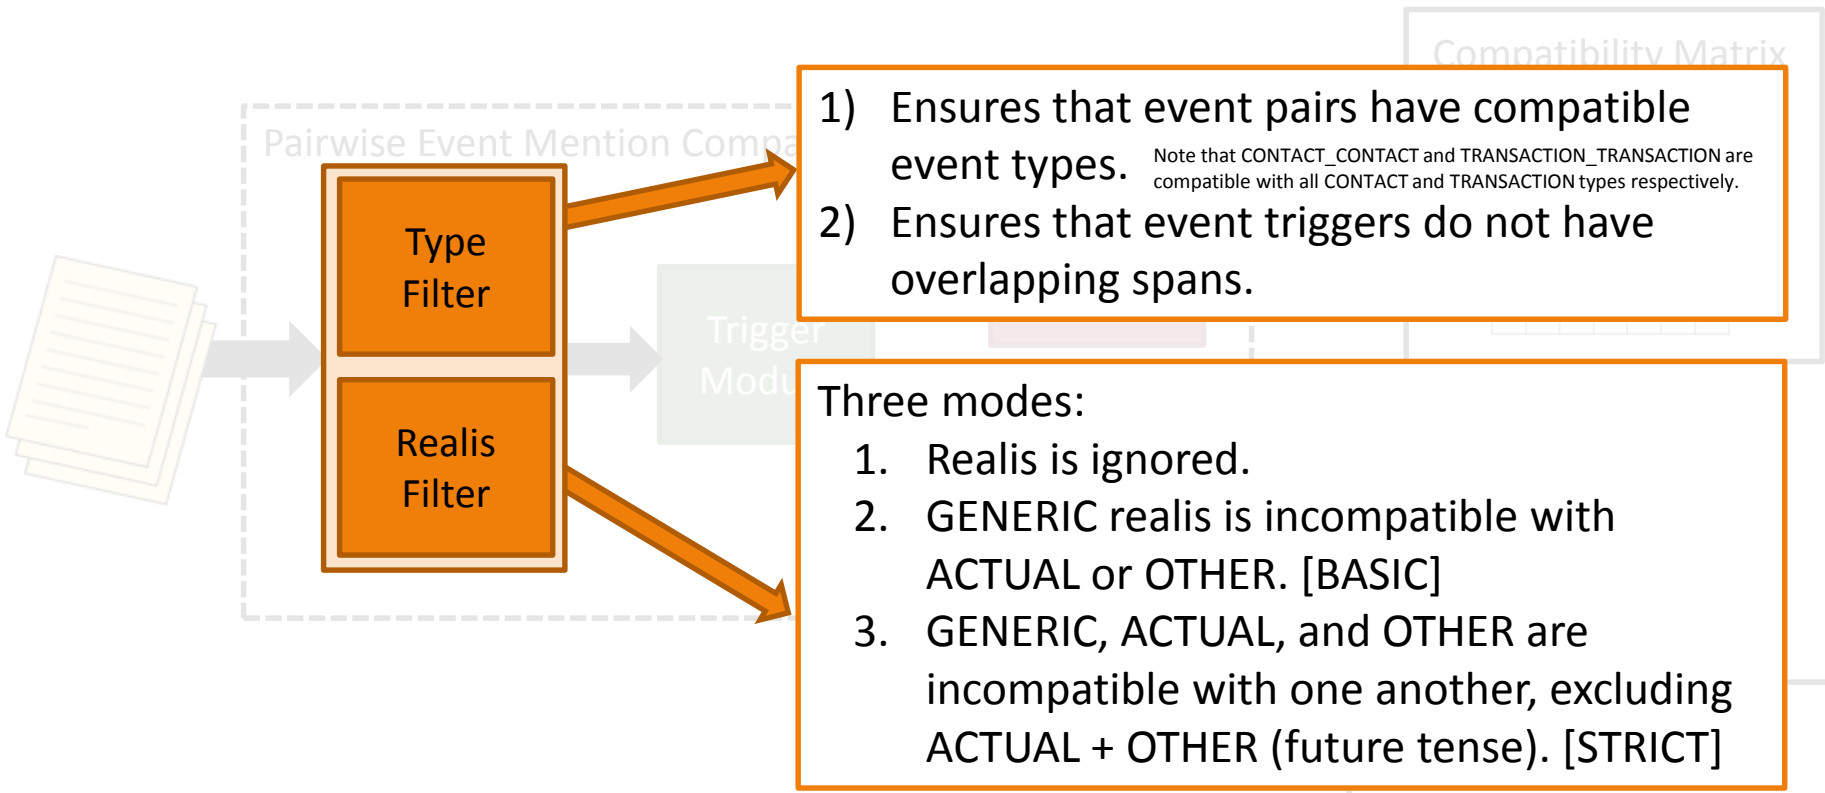 Compatibility Matrix
Pairwise Event Mention Compa
Type
Filter
Realis
Filter
Trigger
Modu
1) Ensures that event pairs have compatible
event types. Note that CONTACT_CONTACT and TRANSACTION_TRANSACTION are
compatible with all CONTACT and TRANSACTION types respectively.
2) Ensures that event triggers do not have
overlapping spans.
Three modes:
1. Realis is ignored.
2. GENERIC realis is incompatible with
ACTUAL or OTHER. [BASIC]
3. GENERIC, ACTUAL, and OTHER are
incompatible with one another, excluding
ACTUAL + OTHER (future tense). [STRICT]